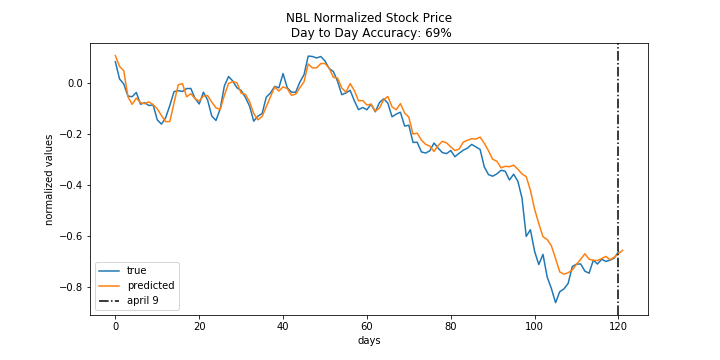 NBL Normalized Stock Price
Day to Day Accuracy: 69%
normalized values
0.0
−0.2
−0.4
−0.6
−0.8
true
predicted
april 9
0
20
40
60
80
100
120
days